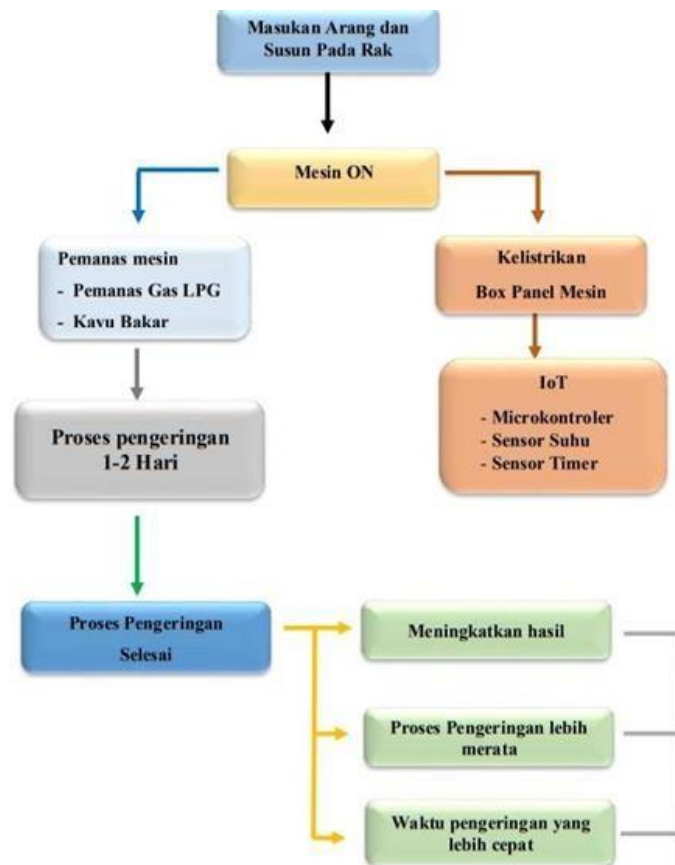 Masukan Arang dan
Susun Pada Rak
Mesin ON
Pemanas mesin
- Pemanas Gas LPG
- Kavu Bakar
Kelistrikan
Box Panel Mesin
IoT
- Microkontroler
- Sensor Suhu
- Sensor Timer
Proses pengeringan
1-2 Hari
Proses Pengeringan
Selesai
Meningkatkan hasil
Proses Pengeringan lebih
merata
Waktu pengeringan yang
lebih cepat